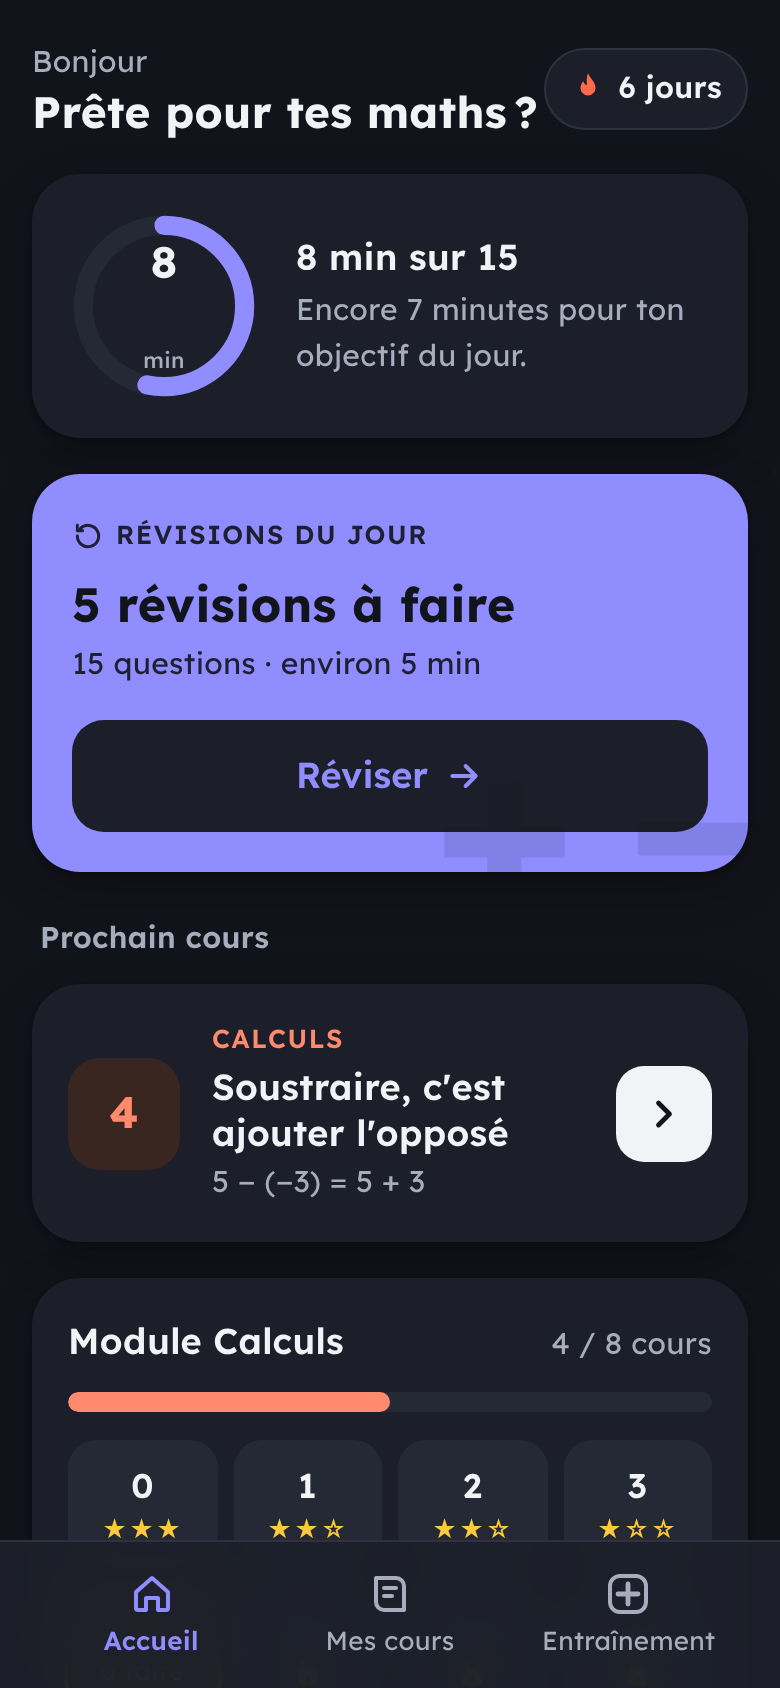 Bonjour
Prête pour tes maths ?
6 jours
8
min
8 min sur 15
Encore 7 minutes pour ton
objectif du jour.
RÉVISIONS DU JOUR
5 révisions à faire
15 questions · environ 5 min
Réviser →
Prochain cours
4
CALCULS
Soustraire, c'est
ajouter l'opposé
5 − (−3) = 5 + 3
Module Calculs
4 / 8 cours
0
★★★
1
★★☆
2
★★☆
3
★☆☆
Accueil
Mes cours
Entraînement